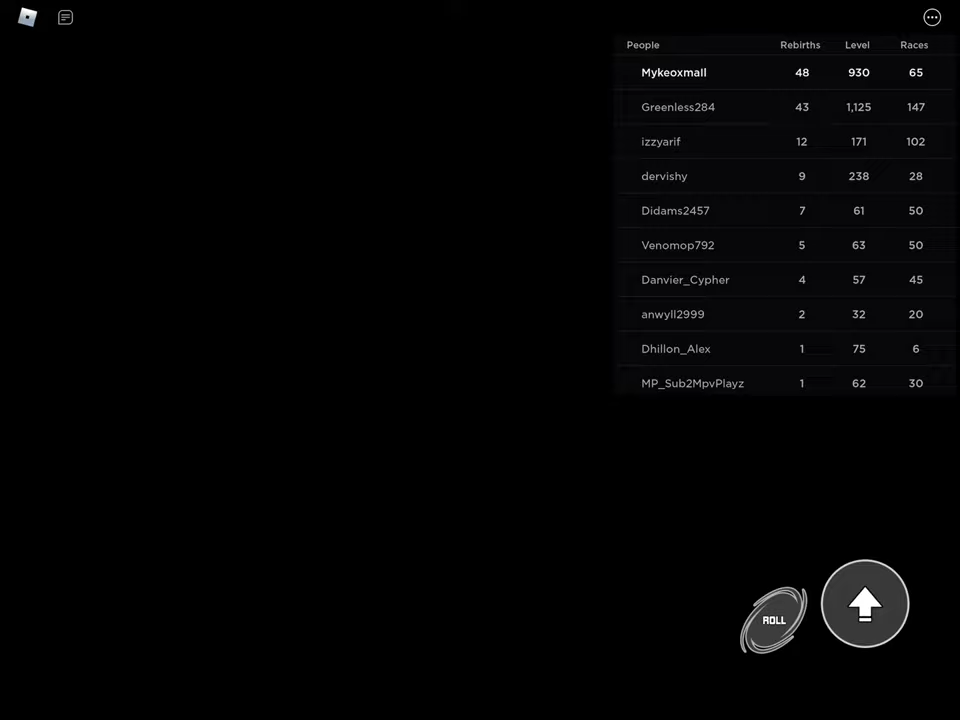 People Rebirths Level Races
Mykeoxmall 48 930 65
Greenless284 43 1,125 147
izzyarif 12 171 102
dervishy 9 238 28
Didams2457 7 61 50
Venomop792 5 63 50
Danvier_Cypher 4 57 45
anwyll2999 2 32 20
Dhillon_Alex 1 75 6
MP_Sub2MpvPlayz 1 62 30
ROLL